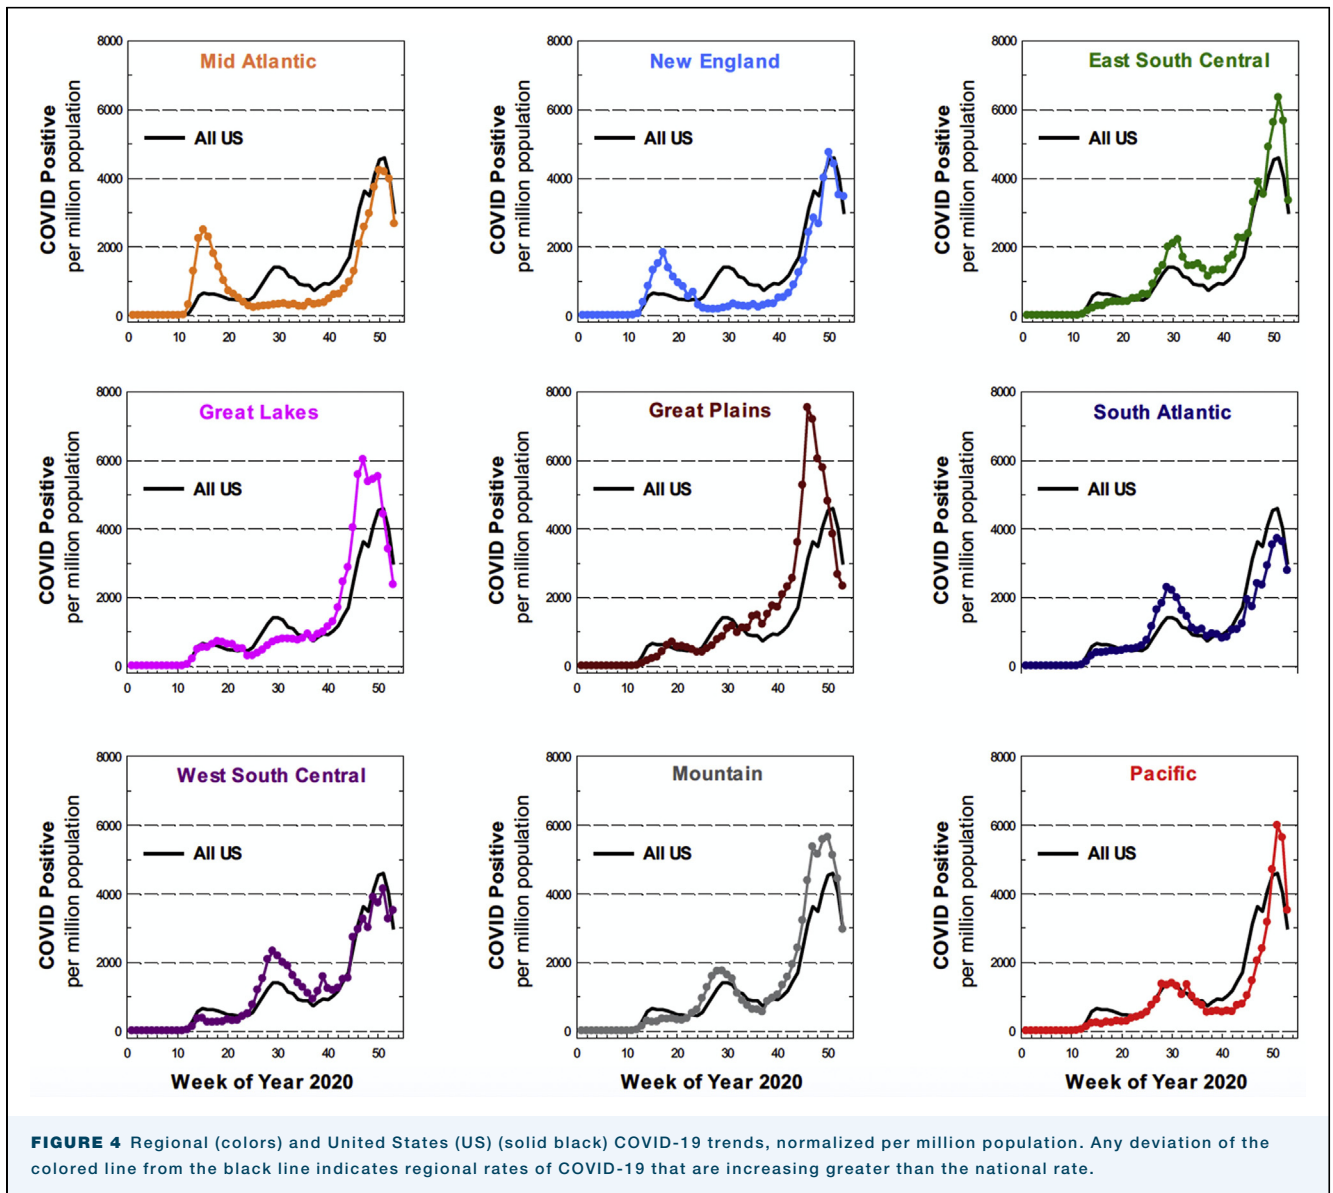 Mid Atlantic
COVID Positive
per million population
8000
6000
4000
2000
0
All US
0 10 20 30 40 50
New England
COVID Positive
per million population
8000
6000
4000
2000
0
All US
0 10 20 30 40 50
East South Central
COVID Positive
per million population
8000
6000
4000
2000
0
All US
0 10 20 30 40 50
Great Lakes
COVID Positive
per million population
8000
6000
4000
2000
0
All US
0 10 20 30 40 50
Great Plains
COVID Positive
per million population
8000
6000
4000
2000
0
All US
0 10 20 30 40 50
South Atlantic
COVID Positive
per million population
8000
6000
4000
2000
0
All US
0 10 20 30 40 50
West South Central
COVID Positive
per million population
8000
6000
4000
2000
0
All US
0 10 20 30 40 50
Week of Year 2020
Mountain
COVID Positive
per million population
8000
6000
4000
2000
0
All US
0 10 20 30 40 50
Week of Year 2020
Pacific
COVID Positive
per million population
8000
6000
4000
2000
0
All US
0 10 20 30 40 50
Week of Year 2020
FIGURE 4 Regional (colors) and United States (US) (solid black) COVID-19 trends, normalized per million population. Any deviation of the
colored line from the black line indicates regional rates of COVID-19 that are increasing greater than the national rate.